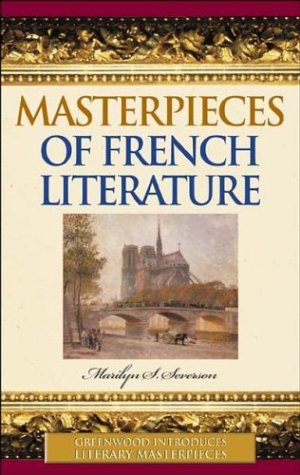 MASTERPIECES
OF FRENCH
LITERATURE
Marilyn S. Severson
GREENWOOD INTRODUCES
LITERARY MASTERPIECES